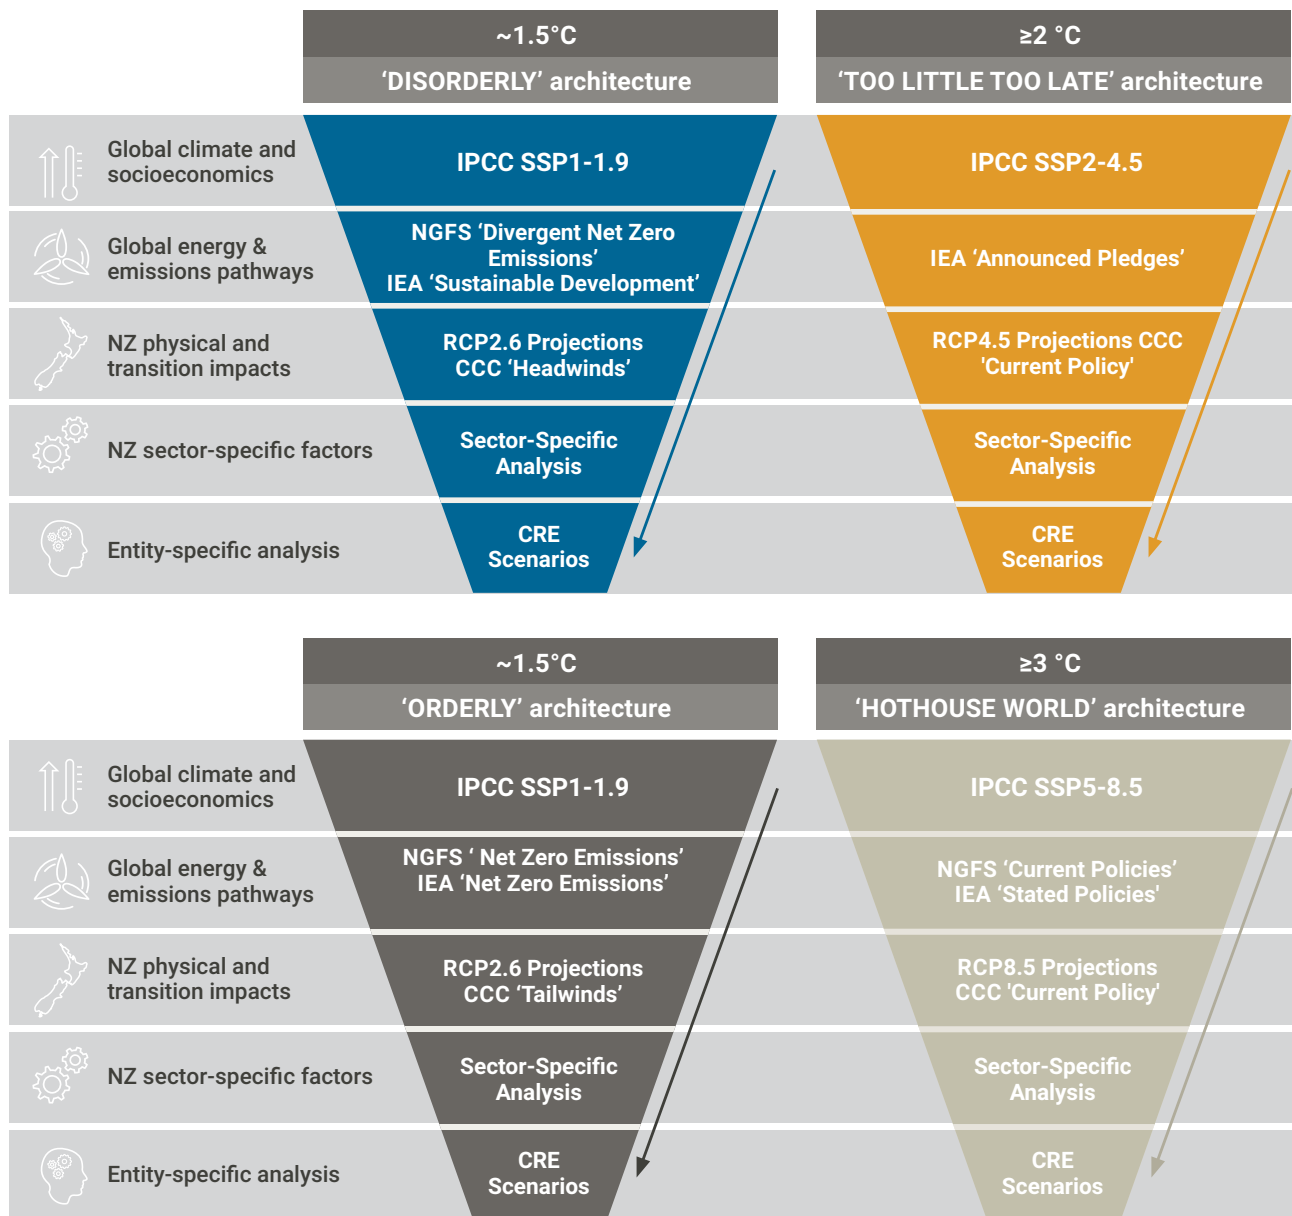 ~1.5°C
‘DISORDERLY’ architecture
≥2 °C
‘TOO LITTLE TOO LATE’ architecture
Global climate and
socioeconomics
IPCC SSP1-1.9
IPCC SSP2-4.5
Global energy &
emissions pathways
NGFS ‘Divergent Net Zero
Emissions’
IEA ‘Sustainable Development’
IEA ‘Announced Pledges’
NZ physical and
transition impacts
RCP2.6 Projections
CCC ‘Headwinds’
RCP4.5 Projections CCC
'Current Policy'
NZ sector-specific factors
Sector-Specific
Analysis
Sector-Specific
Analysis
Entity-specific analysis
CRE
Scenarios
CRE
Scenarios
~1.5°C
‘ORDERLY’ architecture
≥3 °C
‘HOTHOUSE WORLD’ architecture
Global climate and
socioeconomics
IPCC SSP1-1.9
IPCC SSP5-8.5
Global energy &
emissions pathways
NGFS ‘ Net Zero Emissions’
IEA ‘Net Zero Emissions’
NGFS ‘Current Policies’
IEA ‘Stated Policies'
NZ physical and
transition impacts
RCP2.6 Projections
CCC ‘Tailwinds’
RCP8.5 Projections
CCC 'Current Policy'
NZ sector-specific factors
Sector-Specific
Analysis
Sector-Specific
Analysis
Entity-specific analysis
CRE
Scenarios
CRE
Scenarios